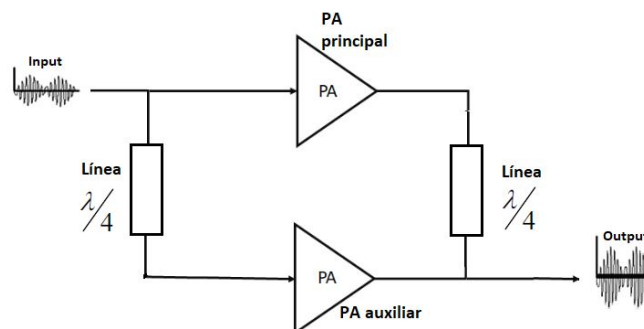 PA
principal
Input
PA
Línea
λ/4
Línea
λ/4
Output
PA
PA auxiliar